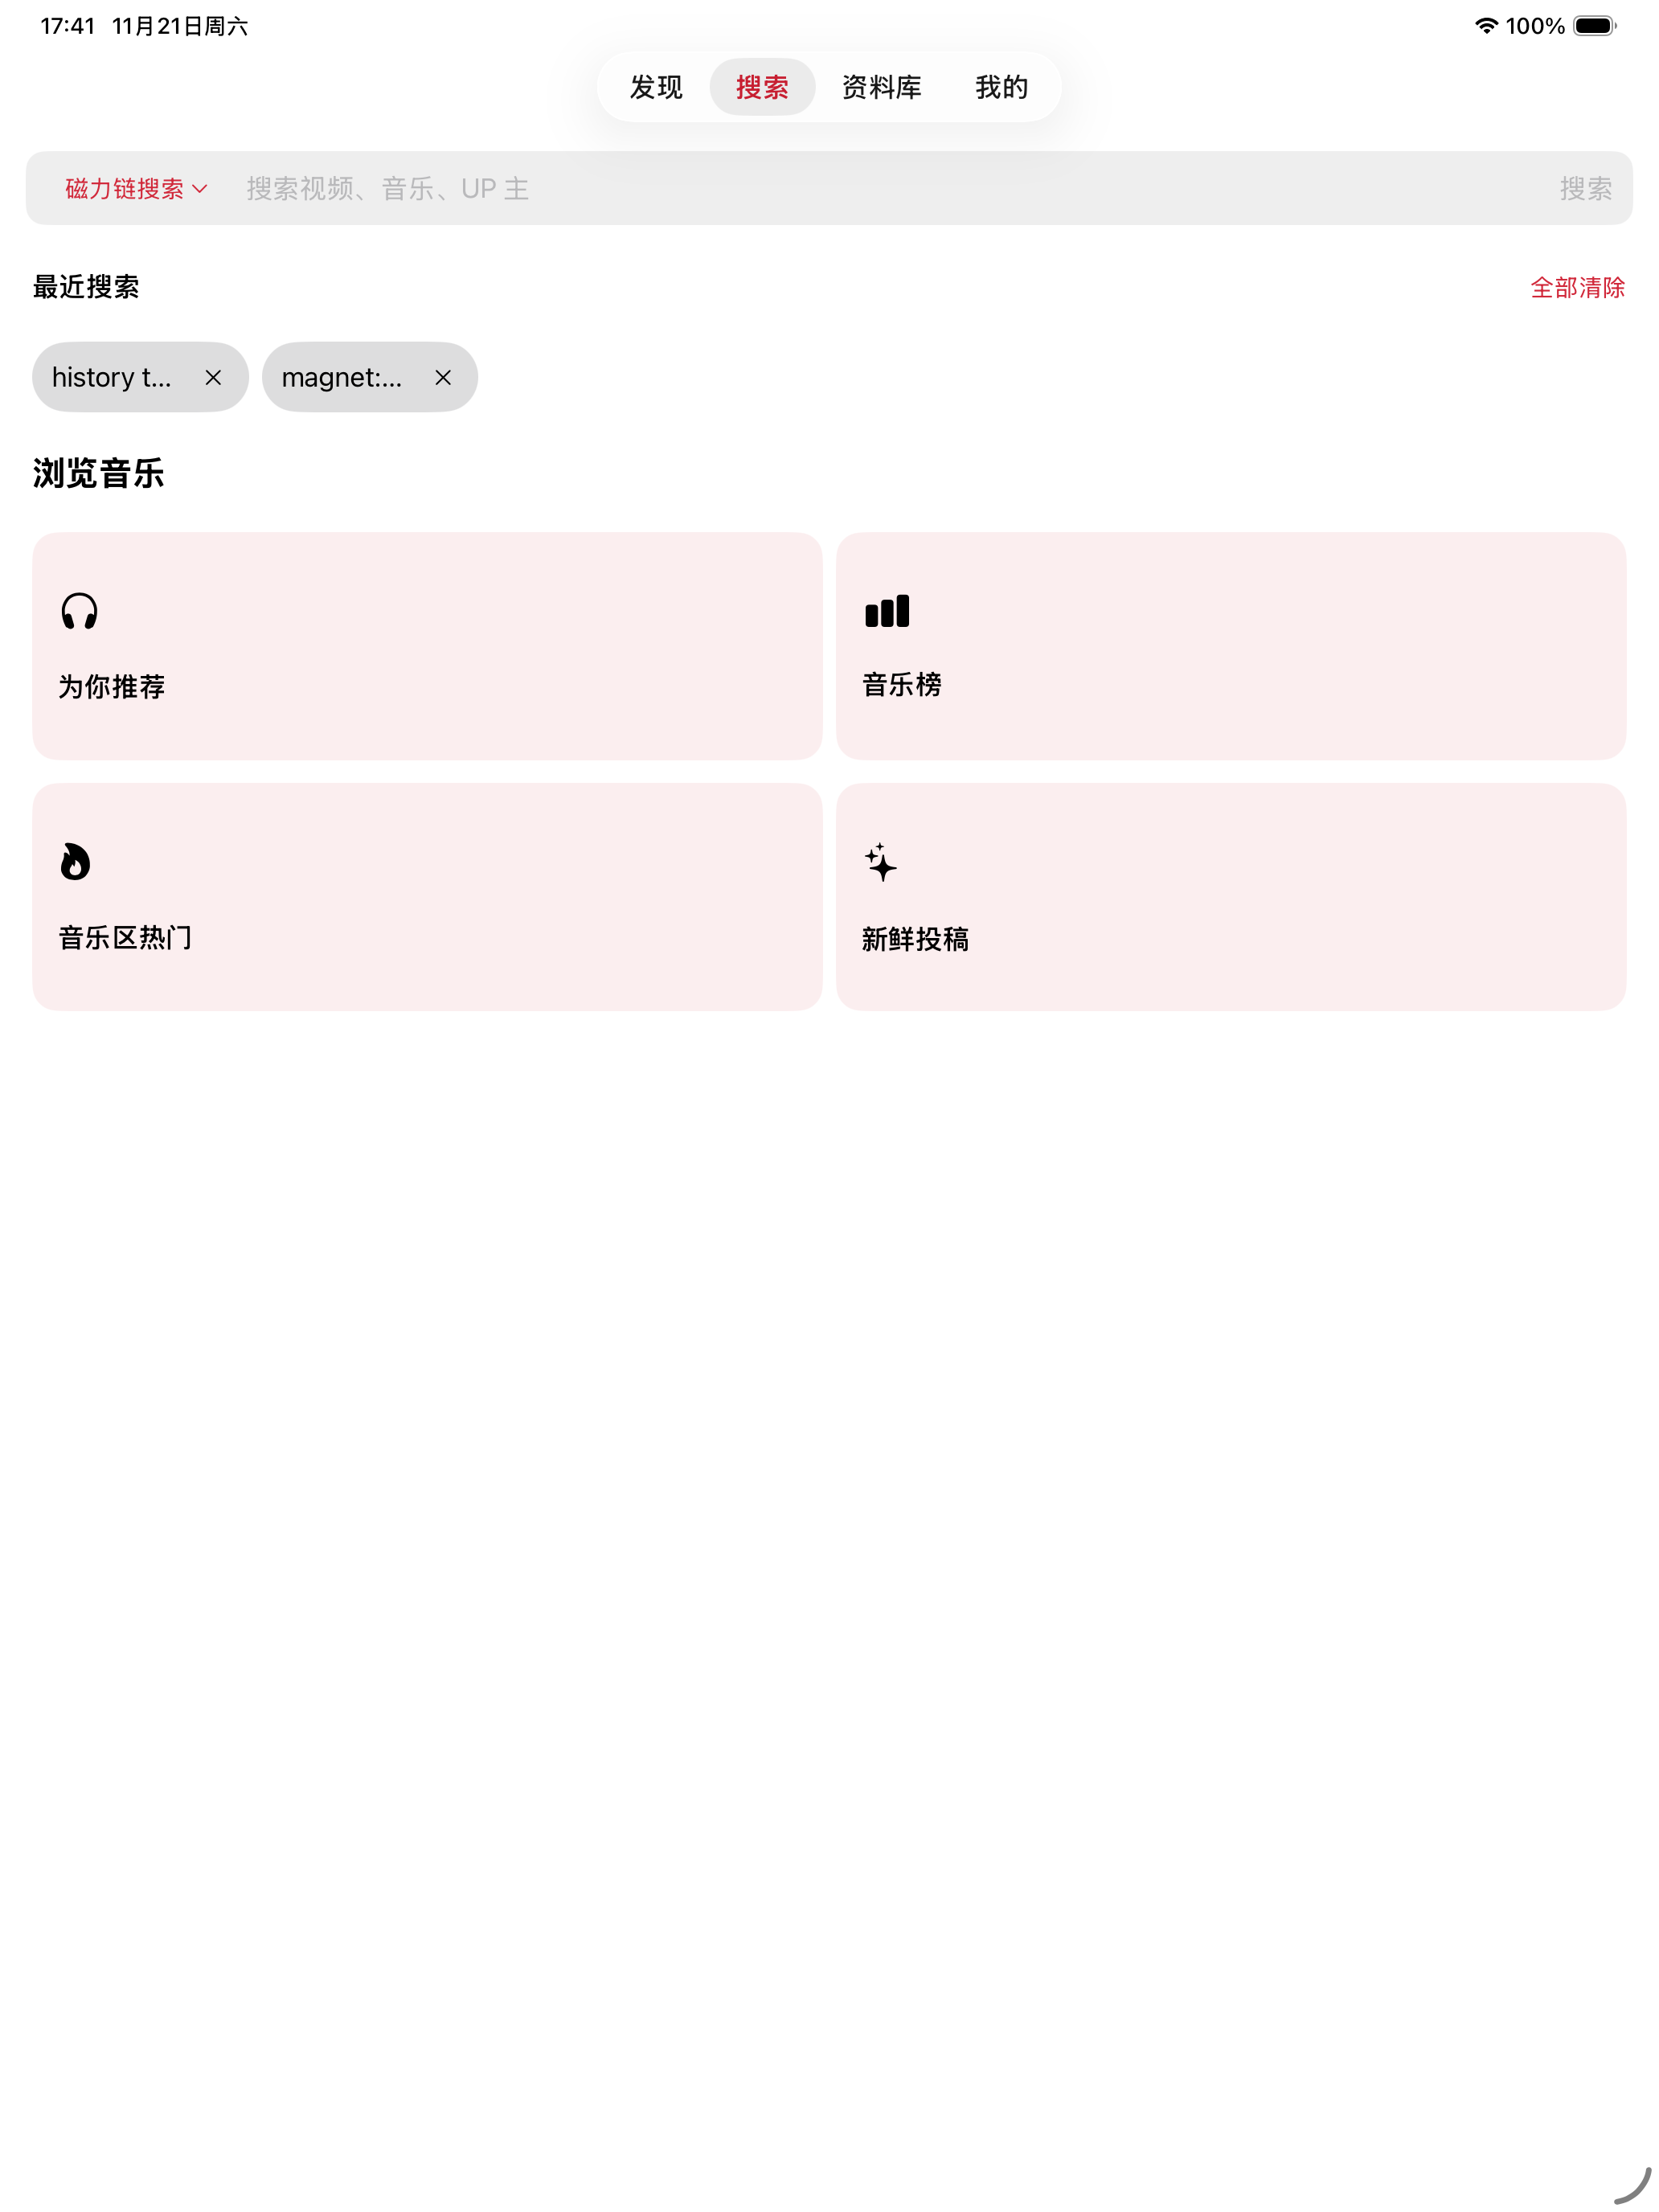 17:41 11月21日周六 100%
发现 搜索 资料库 我的
磁力链搜索 搜索视频、音乐、UP 主 搜索
最近搜索 全部清除
history t... magnet:...
浏览音乐
为你推荐 音乐榜
音乐区热门 新鲜投稿